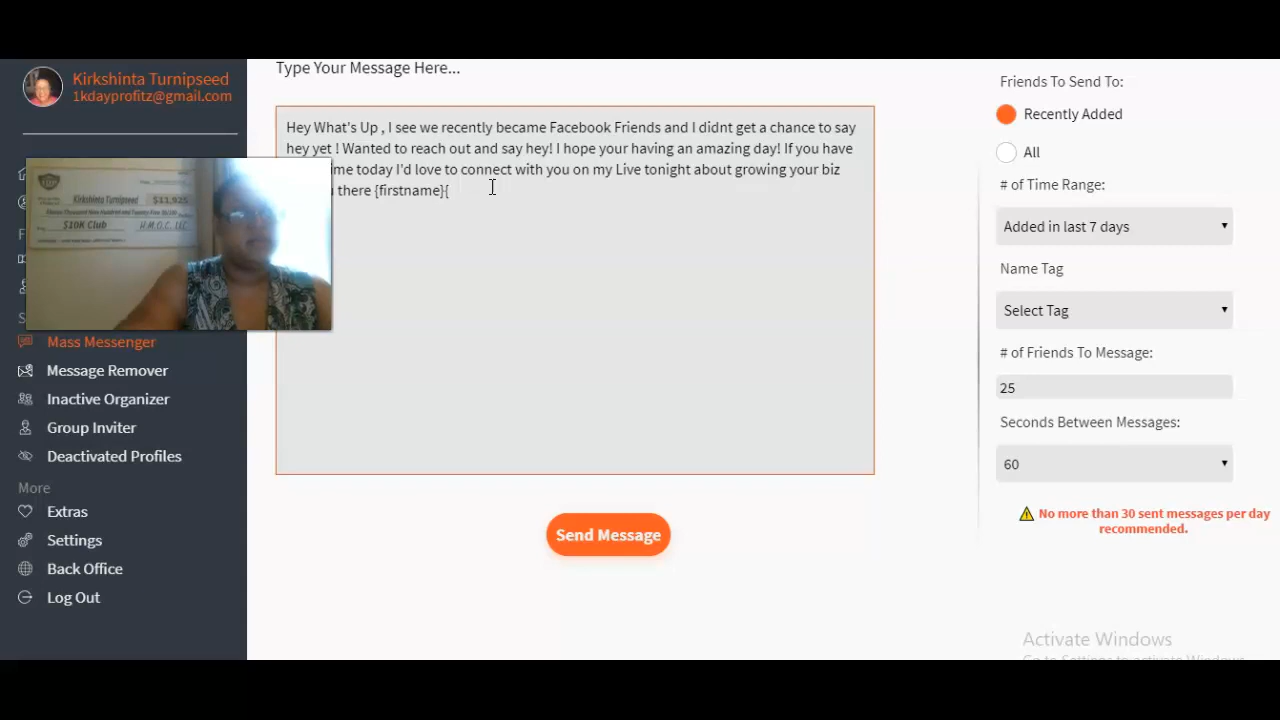 Kirkshinta Turnipseed
1kdayprofitz@gmail.com
Type Your Message Here...
Hey What's Up , I see we recently became Facebook Friends and I didnt get a chance to say
hey yet ! Wanted to reach out and say hey! I hope your having an amazing day! If you have
ime today I'd love to connect with you on my Live tonight about growing your biz
there {firstname}{
Kirkshinta Turnipseed
$13,925
$10K Club
H.M.O.C. LLC
Mass Messenger
Message Remover
Inactive Organizer
Group Inviter
Deactivated Profiles
More
Extras
Settings
Back Office
Log Out
Send Message
Friends To Send To:
Recently Added
All
# of Time Range:
Added in last 7 days
Name Tag
Select Tag
# of Friends To Message:
25
Seconds Between Messages:
60
No more than 30 sent messages per day
recommended.
Activate Windows